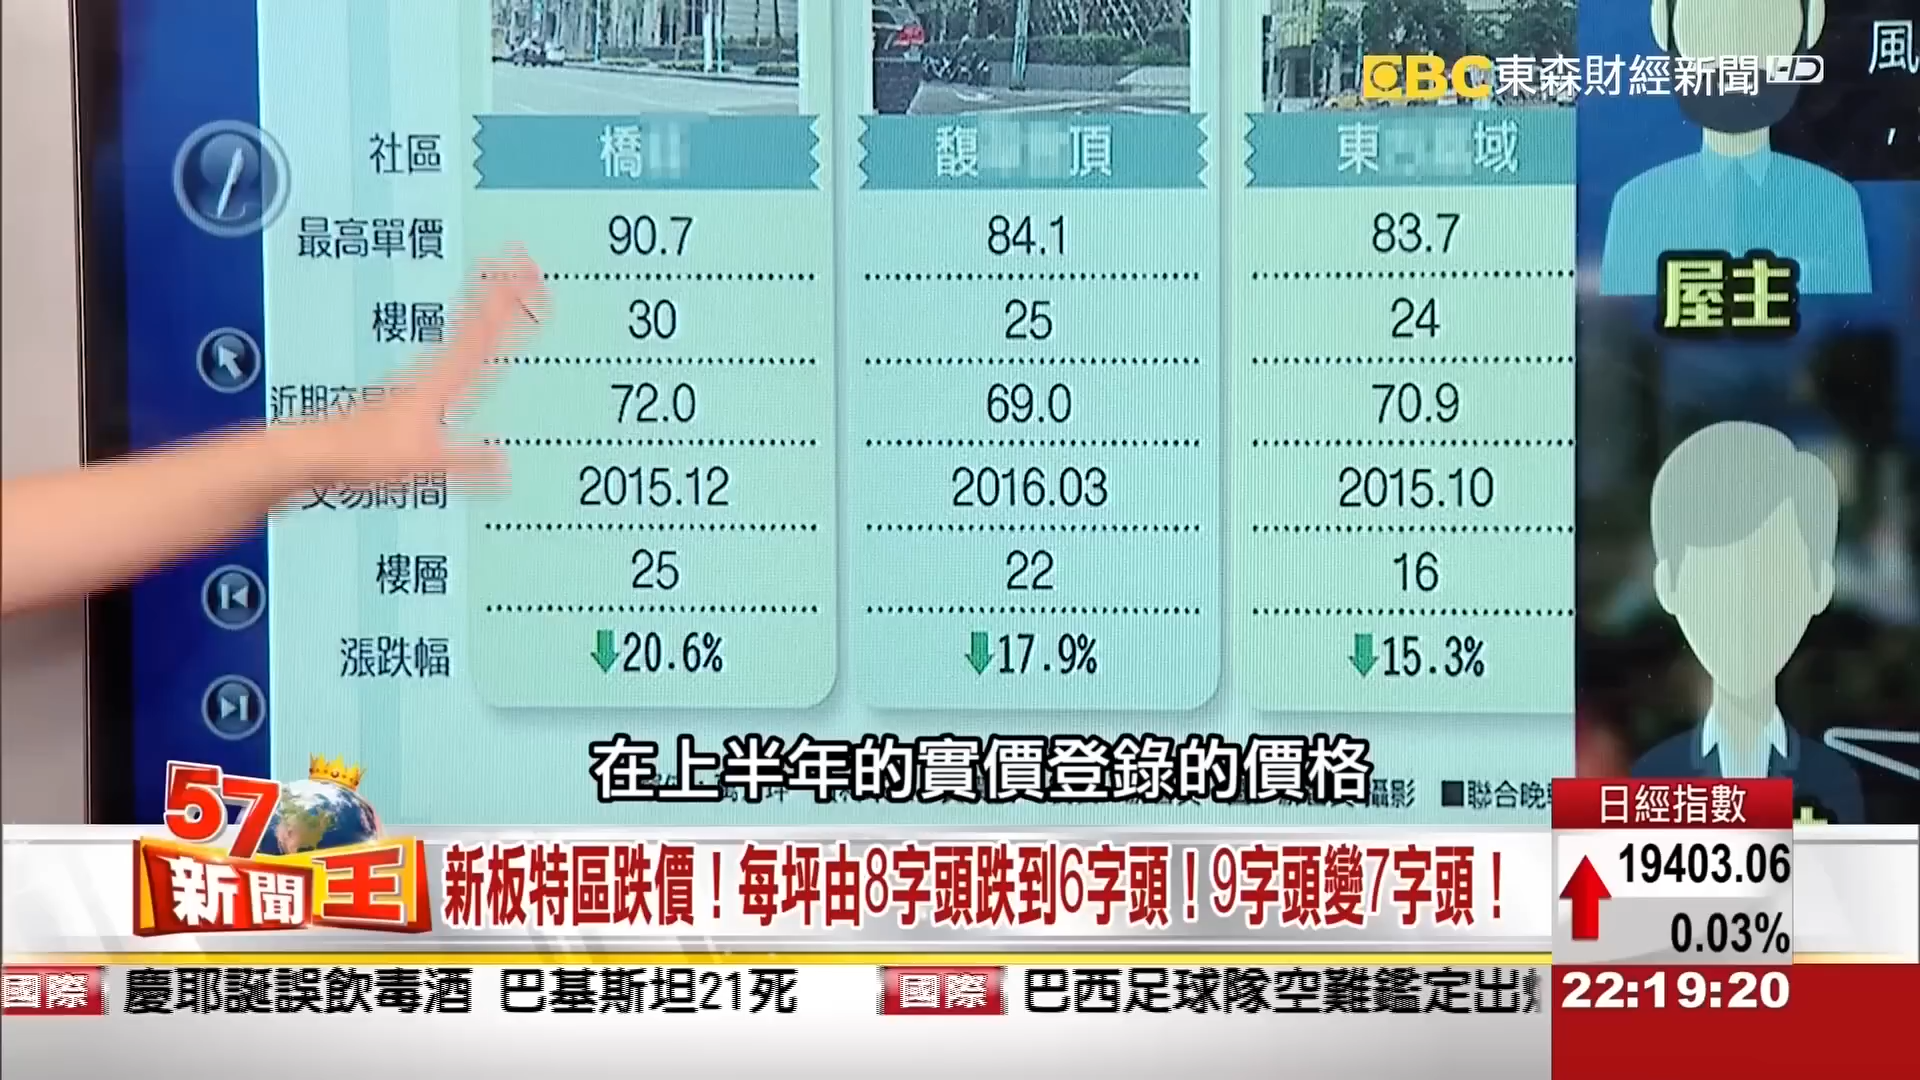 EBC東森財經新聞HD
風
社區 橋 馥 頂 東 域
最高單價 90.7 84.1 83.7
屋主
樓層 30 25 24
近期交易 72.0 69.0 70.9
交易時間 2015.12 2016.03 2015.10
樓層 25 22 16
漲跌幅 20.6% 17.9% 15.3%
攝影 ■聯合晚
在上半年的實價登錄的價格
57新聞王
新板特區跌價！每坪由8字頭跌到6字頭！9字頭變7字頭！
日經指數
19403.06
0.03%
國際 慶耶誕誤飲毒酒 巴基斯坦21死 國際 巴西足球隊空難鑑定出
22:19:20